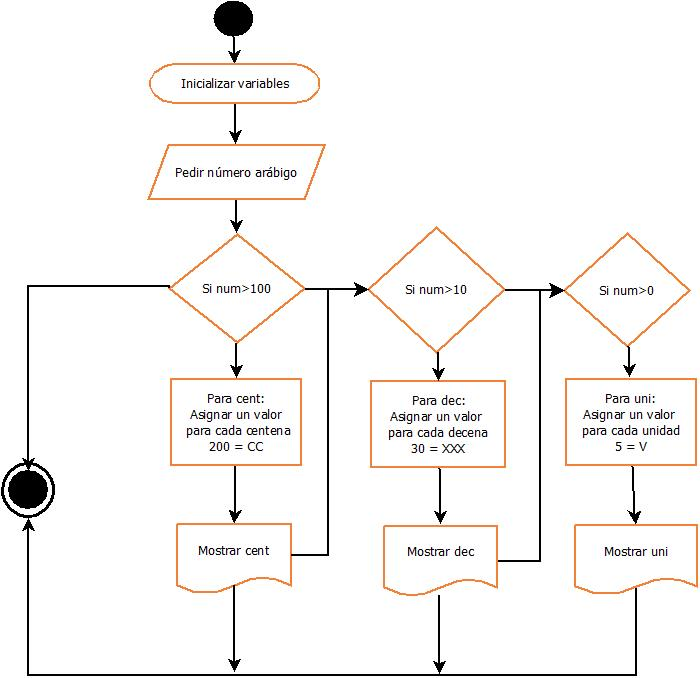 Inicializar variables
Pedir número arábigo
Si num>100
Si num>10
Si num>0
Para cent:
Asignar un valor
para cada centena
200 = CC
Para dec:
Asignar un valor
para cada decena
30 = XXX
Para uni:
Asignar un valor
para cada unidad
5 = V
Mostrar cent
Mostrar dec
Mostrar uni